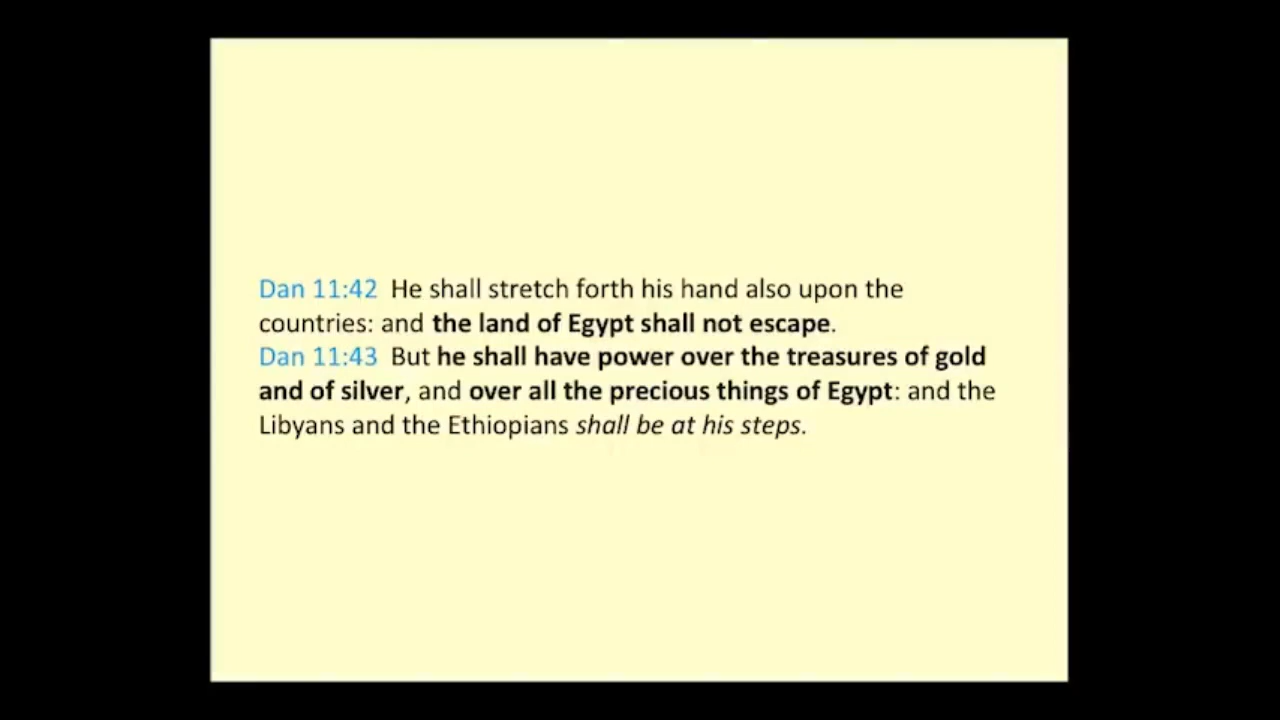 Dan 11:42  He shall stretch forth his hand also upon the
countries: and the land of Egypt shall not escape.
Dan 11:43  But he shall have power over the treasures of gold
and of silver, and over all the precious things of Egypt: and the
Libyans and the Ethiopians shall be at his steps.